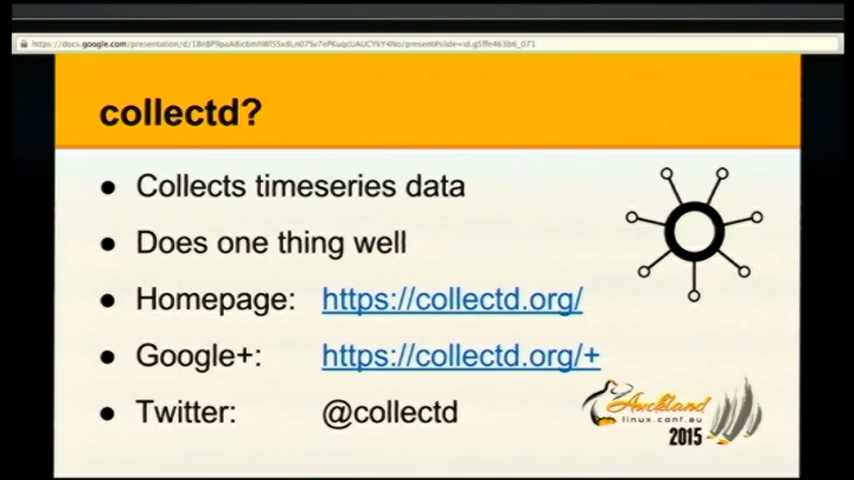 collectd?
● Collects timeseries data
● Does one thing well
● Homepage: https://collectd.org/
● Google+: https://collectd.org/+
● Twitter: @collectd
Auckland
linux.conf.au
2015